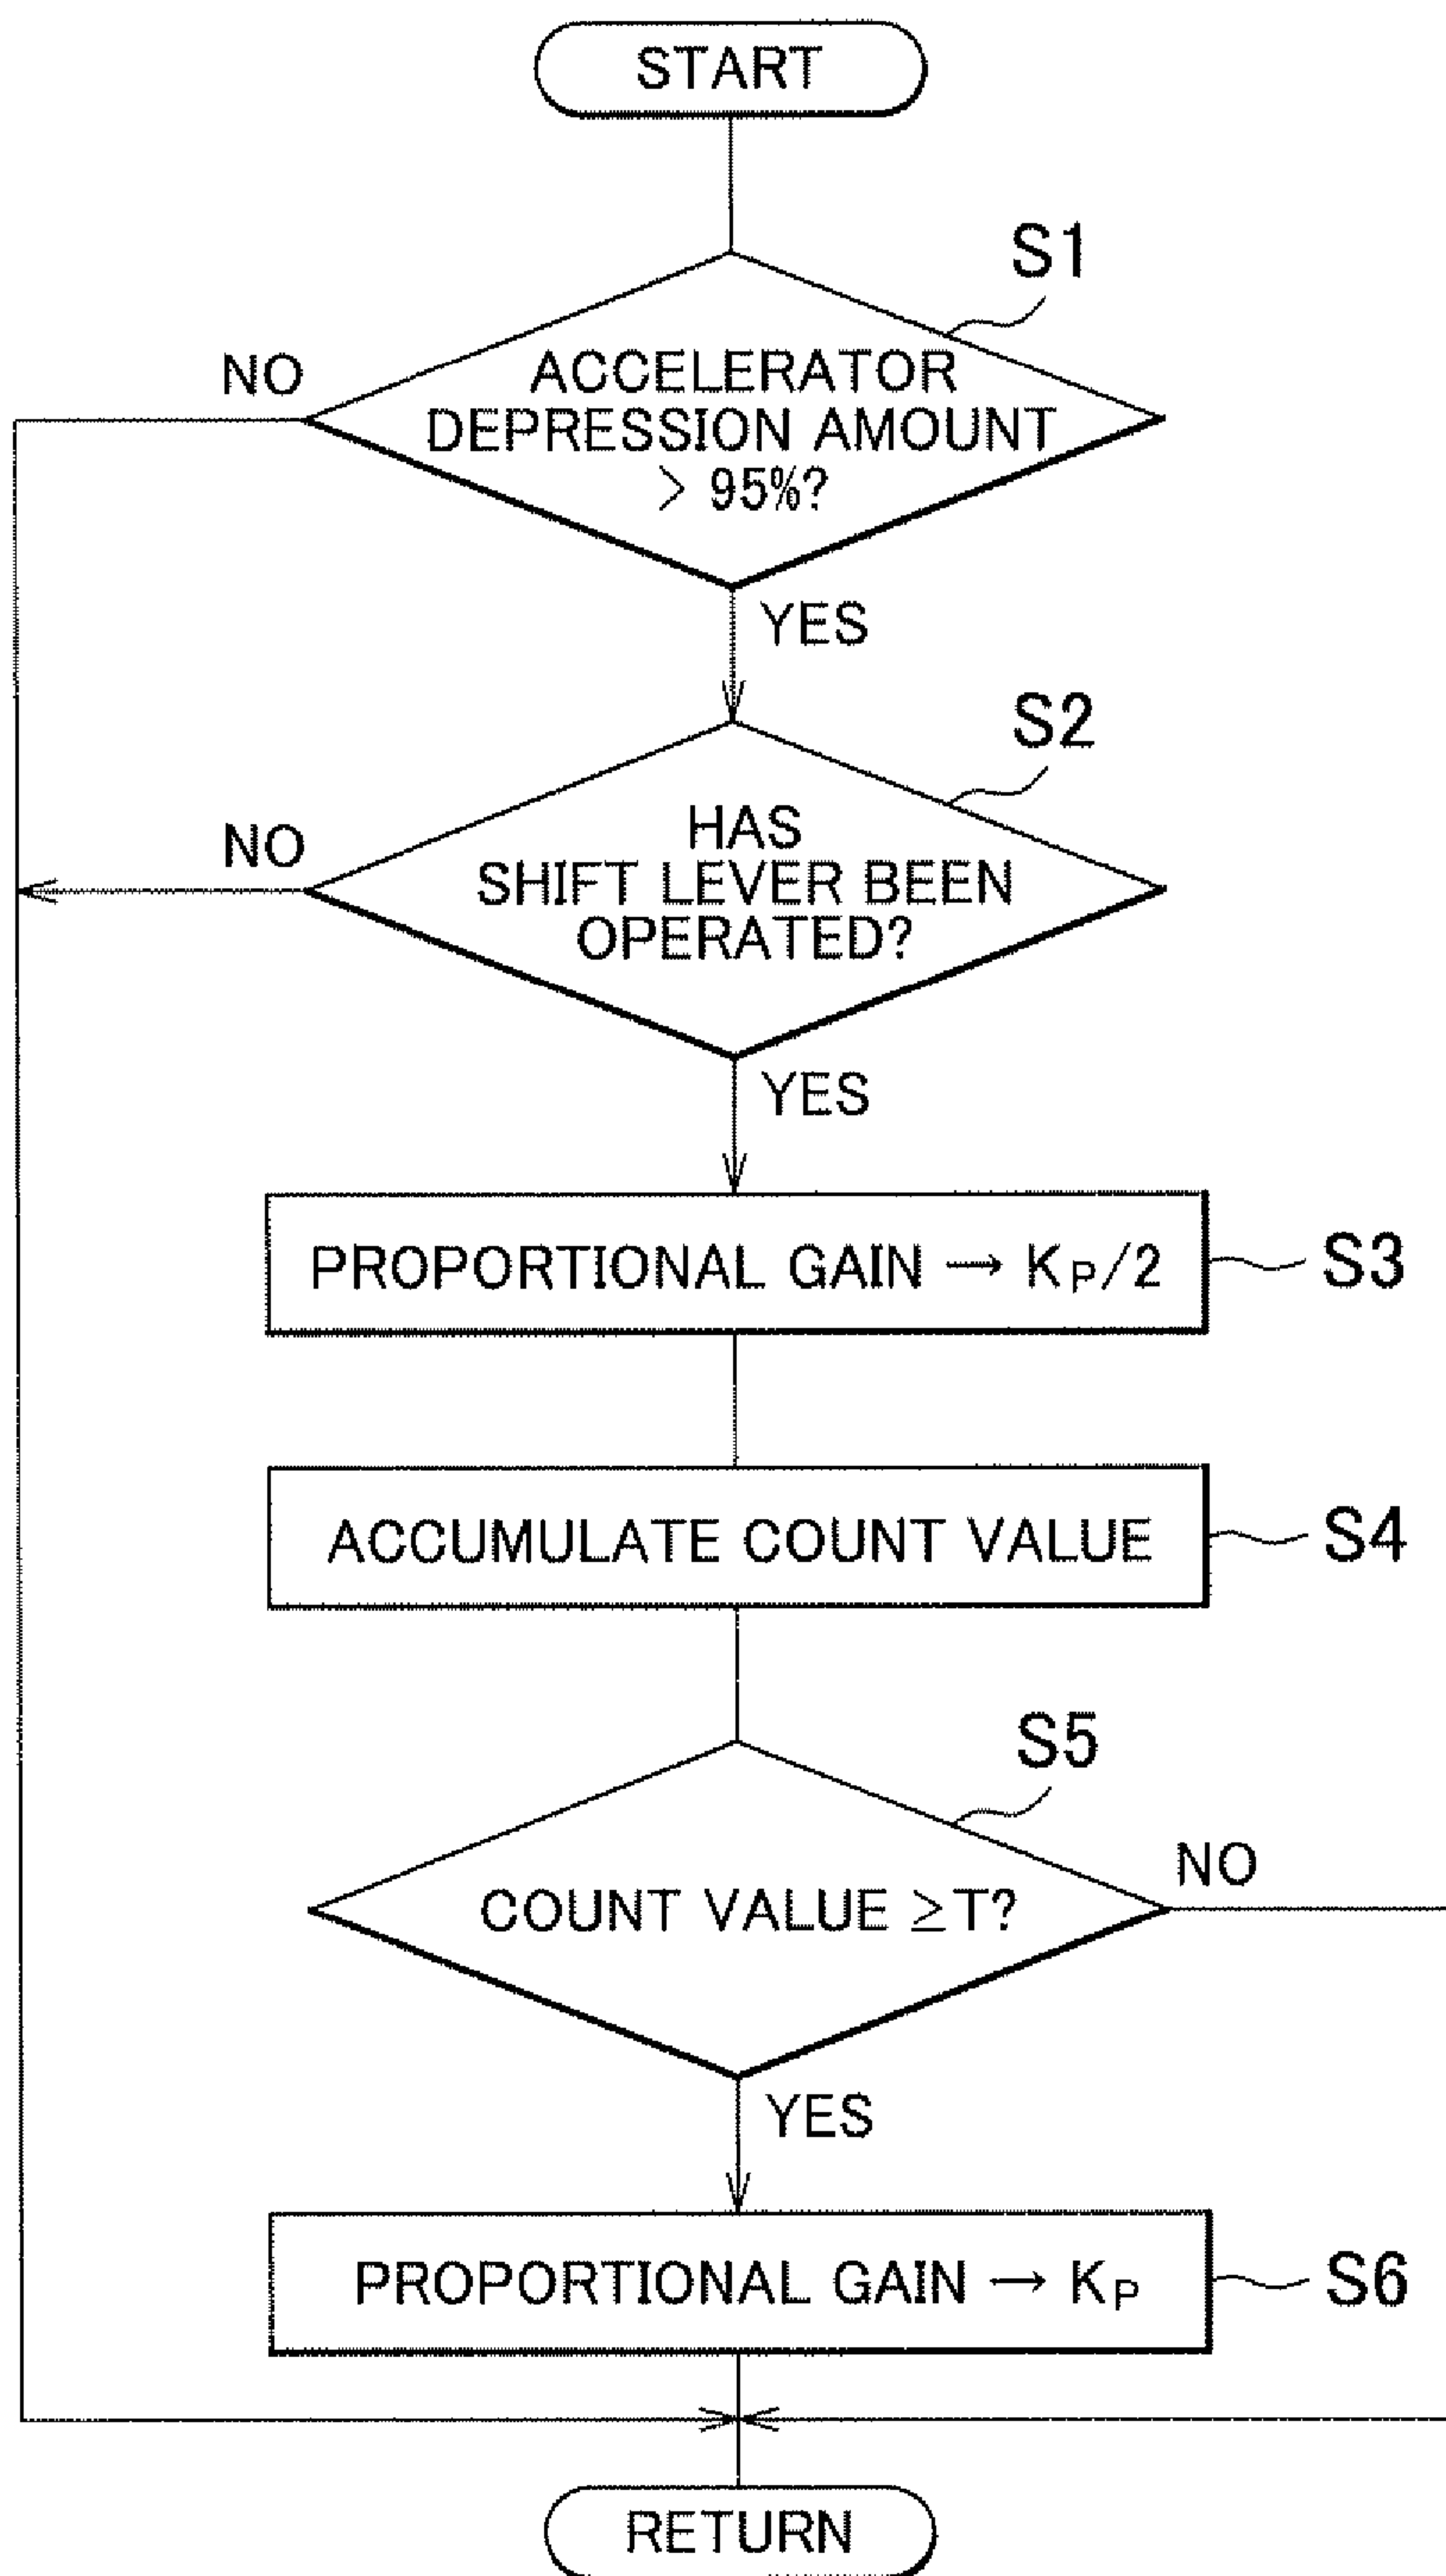 START
S1
NO
ACCELERATOR
DEPRESSION AMOUNT
> 95%?
YES
S2
NO
HAS
SHIFT LEVER BEEN
OPERATED?
YES
PROPORTIONAL GAIN → KP/2
S3
ACCUMULATE COUNT VALUE
S4
S5
NO
COUNT VALUE ≥T?
YES
PROPORTIONAL GAIN → KP
S6
RETURN